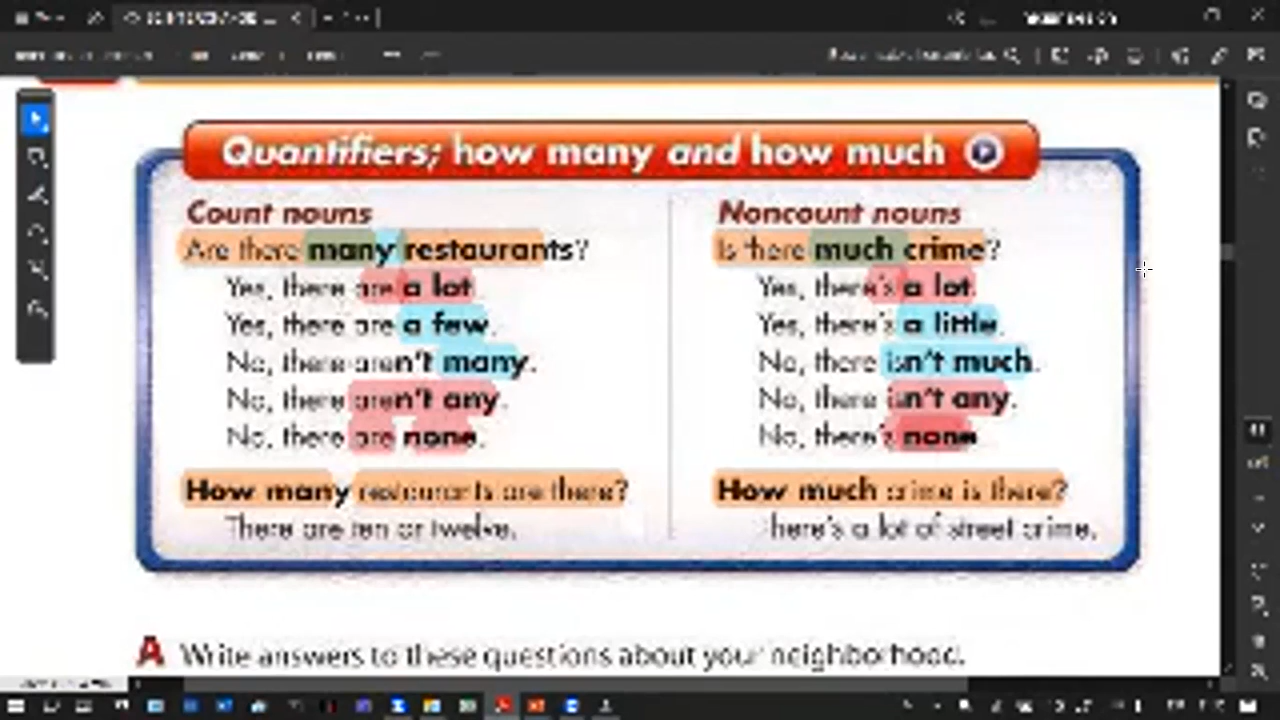 Quantifiers; how many and how much
Count nouns
Are there many restaurants?
Yes, there are a lot.
Yes, there are a few.
No, there aren't many.
No, there aren't any.
No, there are none.
How many restaurants are there?
There are ten or twelve.
Noncount nouns
Is there much crime?
Yes, there's a lot.
Yes, there's a little.
No, there isn't much.
No, there isn't any.
No, there's none
How much crime is there?
There's a lot of street crime.
A Write answers to these questions about your neighborhood.